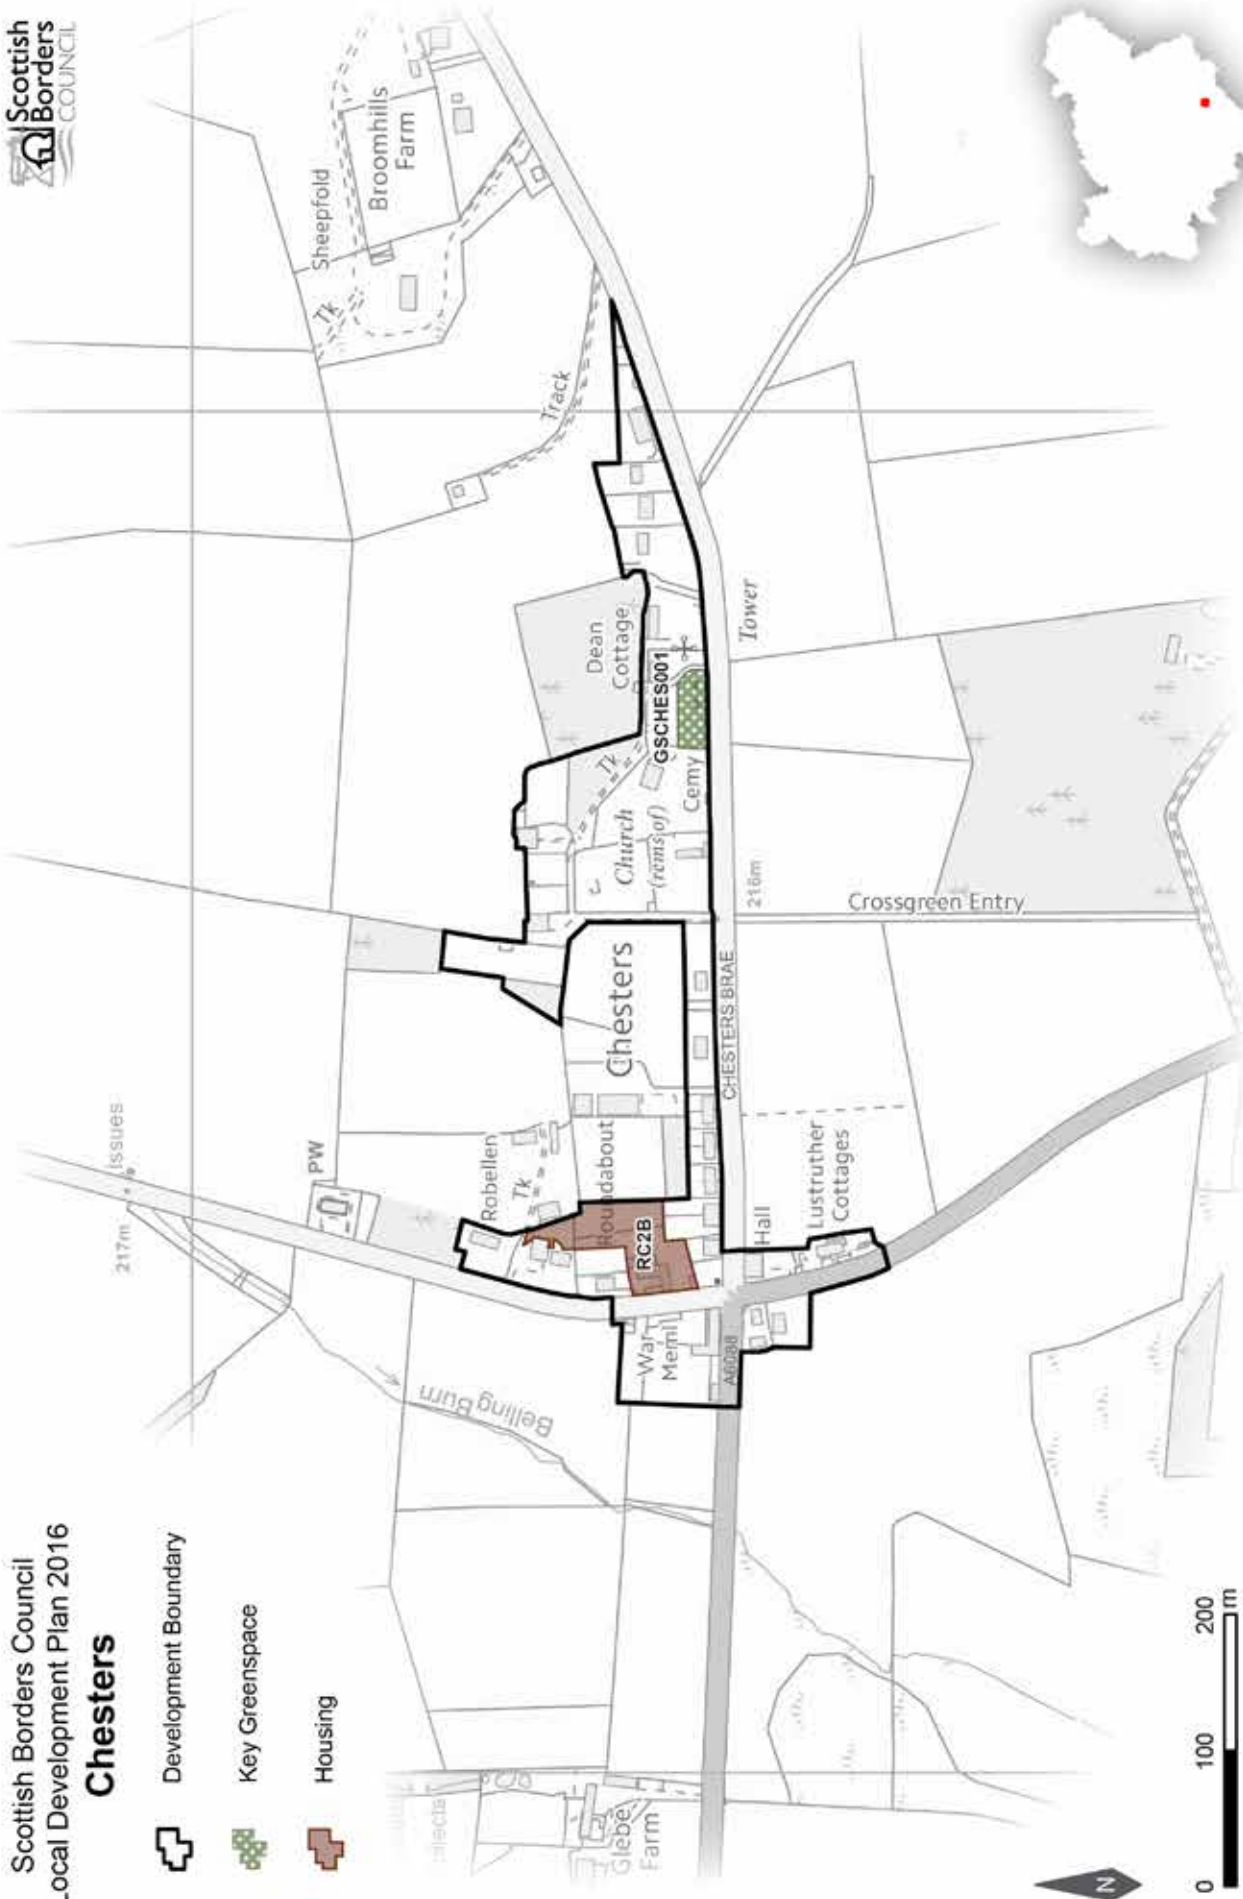 Scottish Borders Council
Local Development Plan 2016
Chesters
Development Boundary
Key Greenspace
Housing
Scottish
Borders
COUNCIL
217m
Issues
PW
Sheepfold
Tk
Broomhills
Farm
Track
Robellen
Tk
Belling Burn
Roundabout
RC2B
Chesters
Church
(rems of)
Tk
Dean
Cottage
GSCHES001
Cemy
War
Meml
Glebe
Farm
A6088
CHESTERS BRAE
216m
Tower
Hall
Lustruther
Cottages
Crossgreen Entry
N
0
100
200
m